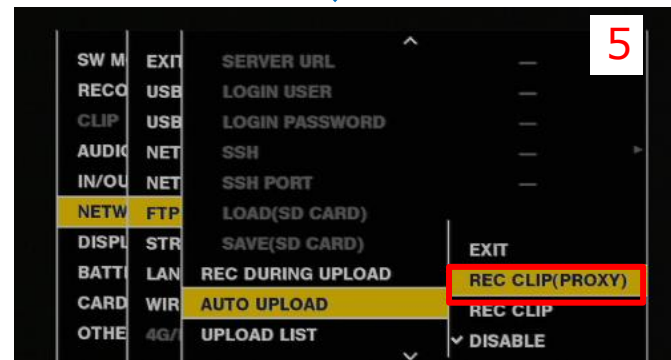 5
SW M EXIT SERVER URL —
RECO USB LOGIN USER —
CLIP USB LOGIN PASSWORD —
AUDIO NET SSH —
IN/OU NET SSH PORT —
NETW FTP LOAD(SD CARD)
DISPL STR SAVE(SD CARD) EXIT
BATT LAN REC DURING UPLOAD REC CLIP(PROXY)
CARD WIR AUTO UPLOAD REC CLIP
OTHE 4G/ UPLOAD LIST ✓ DISABLE